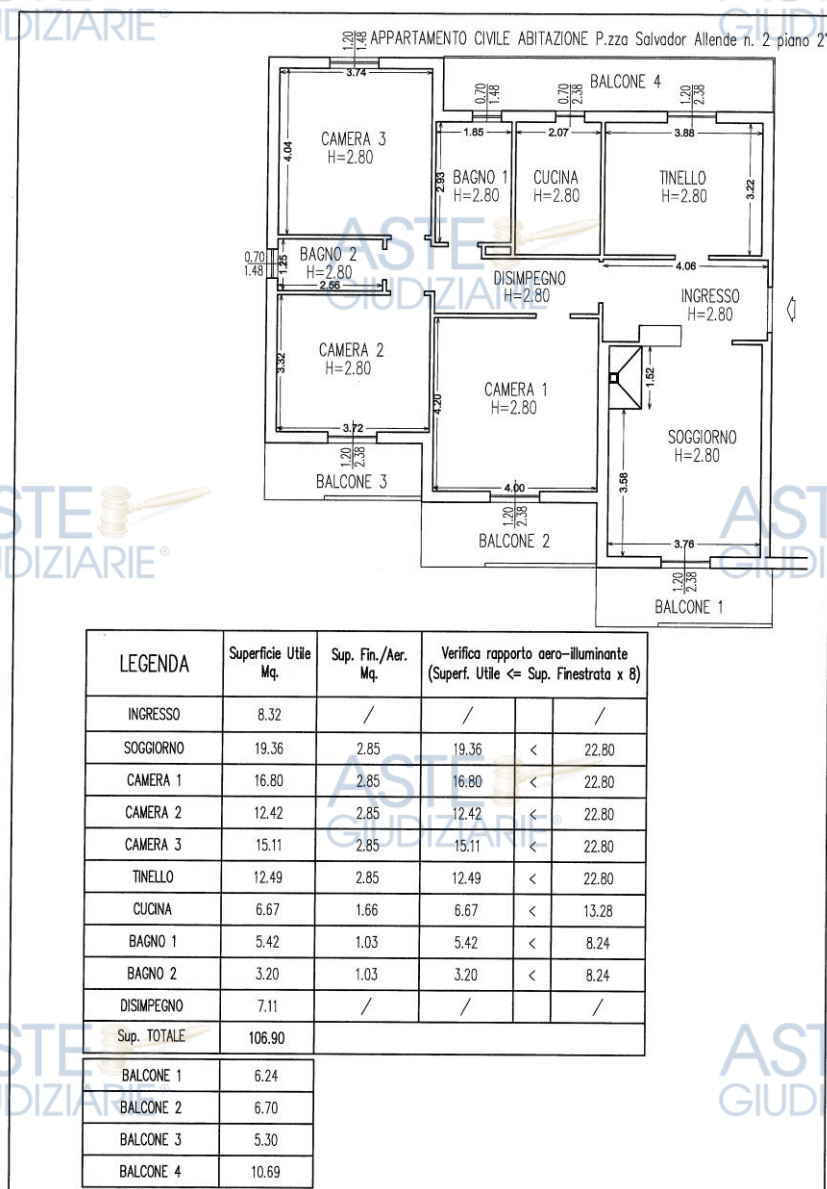 APPARTAMENTO CIVILE ABITAZIONE P.zza Salvador Allende n. 2 piano 2°
1.20
1.48
3.74
BALCONE 4
0.70
1.48
0.70
2.38
1.20
2.38
CAMERA 3
H=2.80
4.04
1.85
2.07
3.88
2.93
BAGNO 1
H=2.80
CUCINA
H=2.80
TINELLO
H=2.80
3.22
0.70
1.48
1.25
BAGNO 2
H=2.80
2.56
DISIMPEGNO
H=2.80
4.06
INGRESSO
H=2.80
3.32
CAMERA 2
H=2.80
3.72
4.20
CAMERA 1
H=2.80
4.00
1.52
SOGGIORNO
H=2.80
3.58
3.76
1.20
2.38
BALCONE 3
1.20
2.38
BALCONE 2
1.20
2.38
BALCONE 1
LEGENDA Superficie Utile Mq. Sup. Fin./Aer. Mq. Verifica rapporto aero-illuminante
(Superf. Utile <= Sup. Finestrata x 8)
INGRESSO 8.32 / / /
SOGGIORNO 19.36 2.85 19.36 < 22.80
CAMERA 1 16.80 2.85 16.80 < 22.80
CAMERA 2 12.42 2.85 12.42 < 22.80
CAMERA 3 15.11 2.85 15.11 < 22.80
TINELLO 12.49 2.85 12.49 < 22.80
CUCINA 6.67 1.66 6.67 < 13.28
BAGNO 1 5.42 1.03 5.42 < 8.24
BAGNO 2 3.20 1.03 3.20 < 8.24
DISIMPEGNO 7.11 / / /
Sup. TOTALE 106.90
BALCONE 1 6.24
BALCONE 2 6.70
BALCONE 3 5.30
BALCONE 4 10.69
ASTE
GIUDIZIARIE®